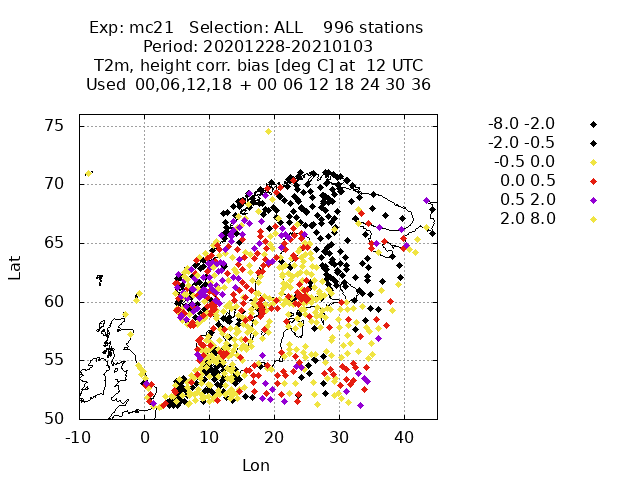 Exp: mc21 Selection: ALL 996 stations
Period: 20201228-20210103
T2m, height corr. bias [deg C] at 12 UTC
Used 00,06,12,18 + 00 06 12 18 24 30 36
-8.0 -2.0
-2.0 -0.5
-0.5 0.0
0.0 0.5
0.5 2.0
2.0 8.0
75
70
65
60
55
50
Lat
-10 0 10 20 30 40
Lon